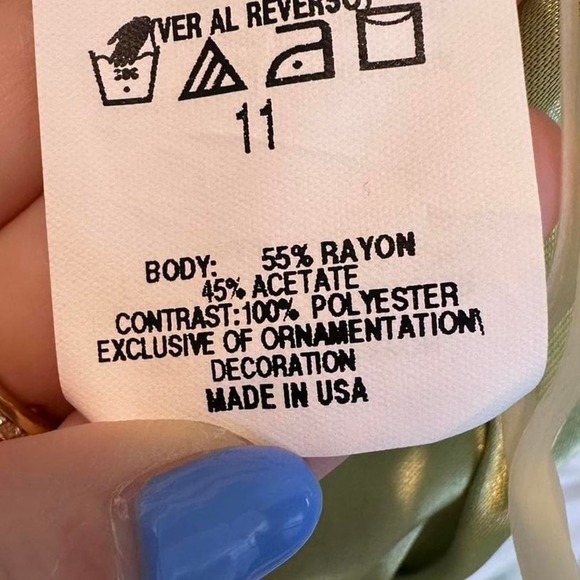 VER AL REVERSO)
30C
11
BODY: 55% RAYON
45% ACETATE
CONTRAST:100% POLYESTER
EXCLUSIVE OF ORNAMENTATION\
DECORATION
MADE IN USA